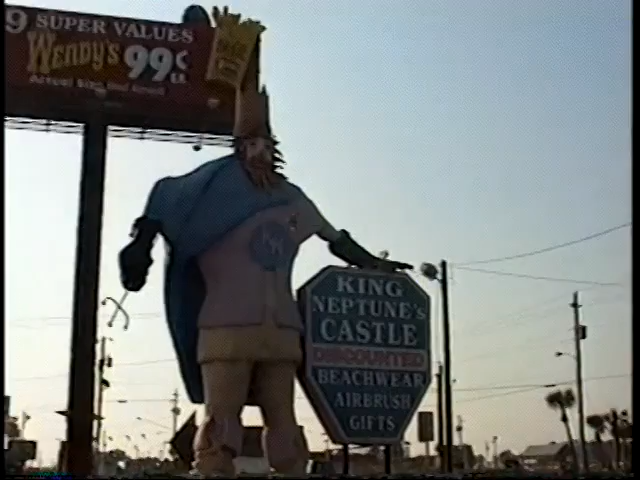 9 SUPER VALUES
WENDY'S 99¢
KING
NEPTUNE'S
CASTLE
DISCOUNTED
BEACHWEAR
AIRBRUSH
GIFTS